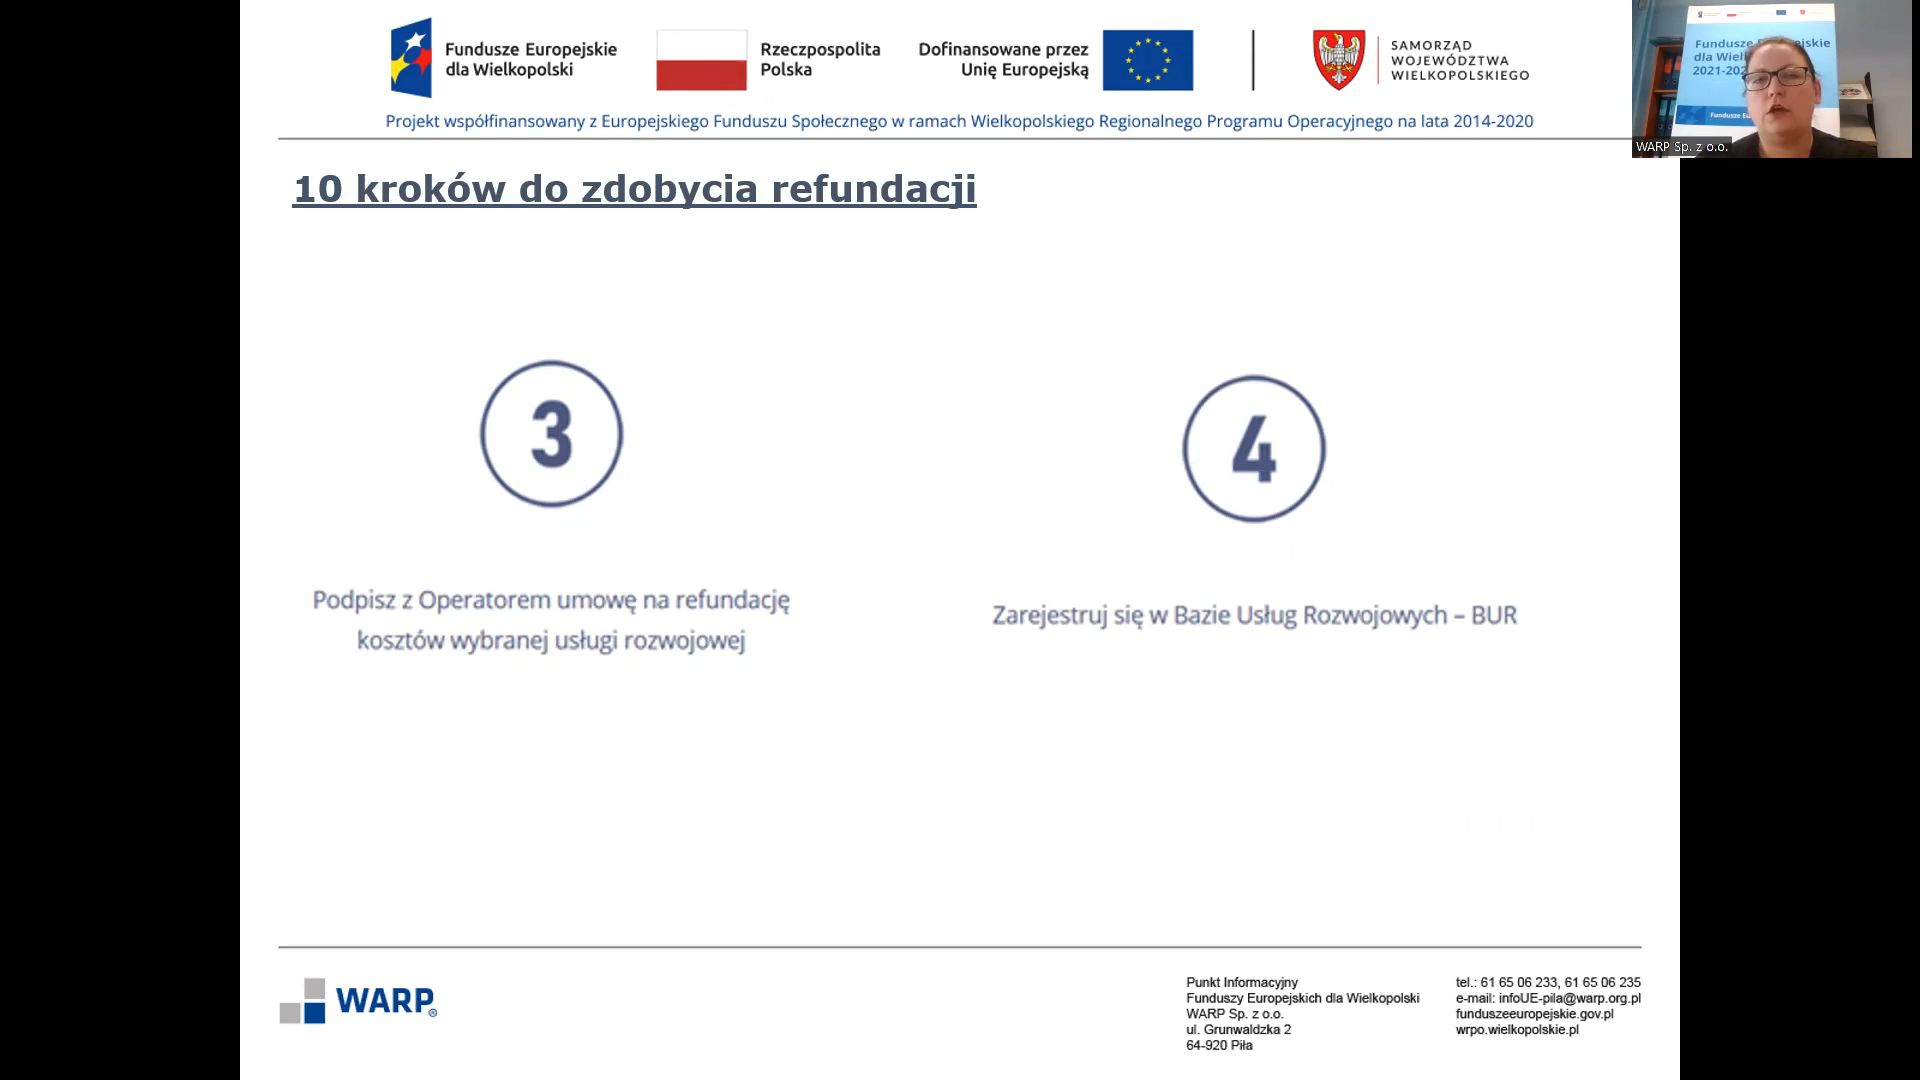 Fundusze Europejskie
dla Wielkopolski
Rzeczpospolita
Polska
Dofinansowane przez
Unię Europejską
SAMORZĄD
WOJEWÓDZTWA
WIELKOPOLSKIEGO
Projekt współfinansowany z Europejskiego Funduszu Społecznego w ramach Wielkopolskiego Regionalnego Programu Operacyjnego na lata 2014-2020
WARP Sp. z o.o.
10 kroków do zdobycia refundacji
3
Podpisz z Operatorem umowę na refundację
kosztów wybranej usługi rozwojowej
4
Zarejestruj się w Bazie Usług Rozwojowych – BUR
WARP®
Punkt Informacyjny
Funduszy Europejskich dla Wielkopolski
WARP Sp. z o.o.
ul. Grunwaldzka 2
64-920 Piła
tel.: 61 65 06 233, 61 65 06 235
e-mail: infoUE-pila@warp.org.pl
funduszeeuropejskie.gov.pl
wrpo.wielkopolskie.pl